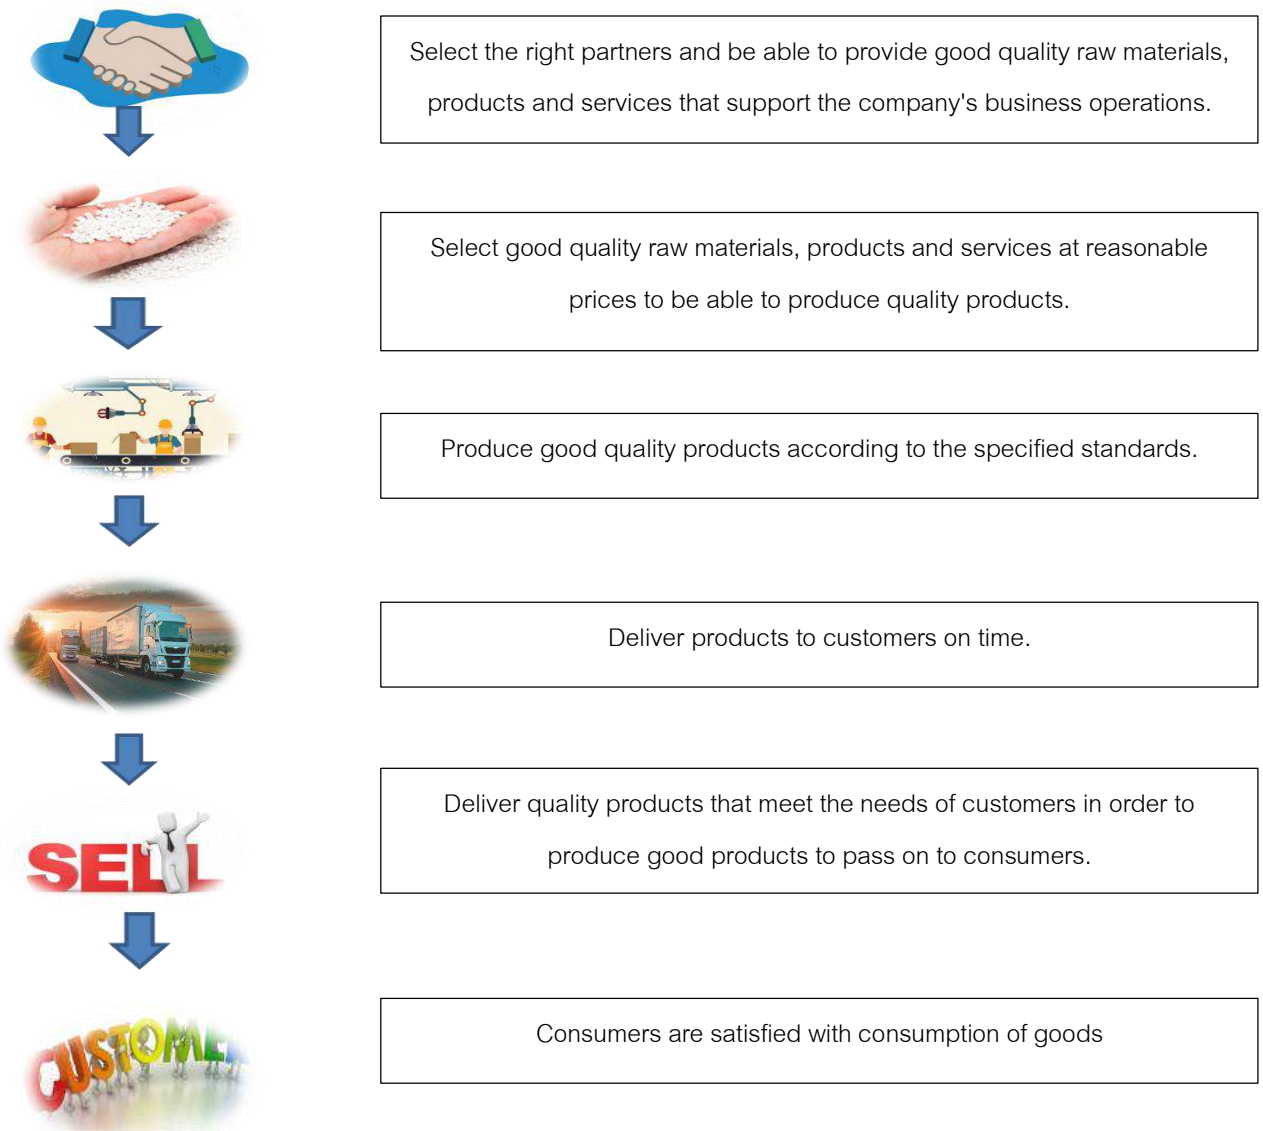 Select the right partners and be able to provide good quality raw materials,
products and services that support the company's business operations.
Select good quality raw materials, products and services at reasonable
prices to be able to produce quality products.
Produce good quality products according to the specified standards.
Deliver products to customers on time.
SELL
Deliver quality products that meet the needs of customers in order to
produce good products to pass on to consumers.
CUSTOME
Consumers are satisfied with consumption of goods